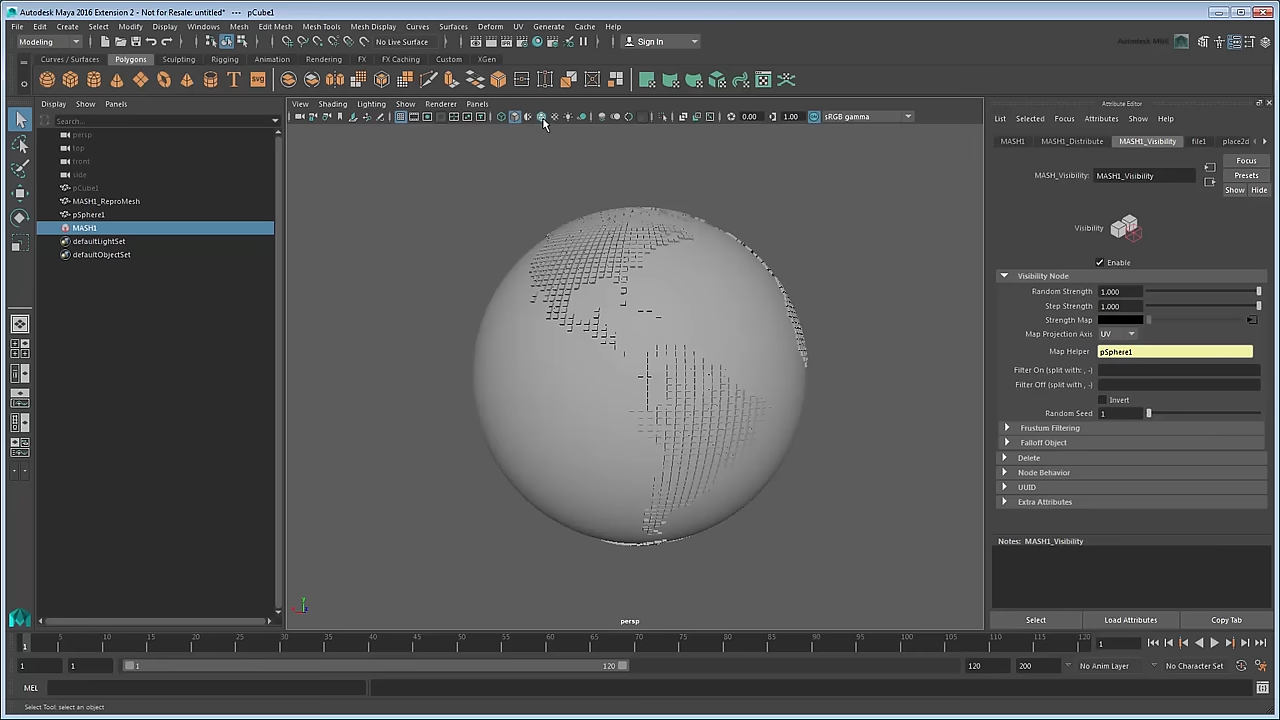 Autodesk Maya 2016 Extension 2 - Not for Resale: untitled*   ---   pCube1
File Edit Create Select Modify Display Windows Mesh Edit Mesh Mesh Tools Mesh Display Curves Surfaces Deform UV Generate Cache Help
Modeling No Live Surface Sign In
Curves / Surfaces Polygons Sculpting Rigging Animation Rendering FX FX Caching Custom XGen
SVG
Display Show Panels
Search...
persp
top
front
side
pCube1
MASH1_ReproMesh
pSphere1
MASH1
defaultLightSet
defaultObjectSet
View Shading Lighting Show Renderer Panels
0.00 1.00 sRGB gamma
persp
Attribute Editor
List Selected Focus Attributes Show Help
MASH1 MASH1_Distribute MASH1_Visibility file1 place2d
Focus
MASH_Visibility: MASH1_Visibility Presets
Show Hide
Visibility
Enable
Visibility Node
Random Strength 1.000
Step Strength 1.000
Strength Map
Map Projection Axis UV
Map Helper pSphere1
Filter On (split with: , -)
Filter Off (split with , -)
Invert
Random Seed 1
Frustum Filtering
Falloff Object
Delete
Node Behavior
UUID
Extra Attributes
Notes: MASH1_Visibility
Select Load Attributes Copy Tab
1 5 10 15 20 25 30 35 40 45 50 55 60 65 70 75 80 85 90 95 100 105 110 115 120 1
1 1 1 120 120 200 No Anim Layer No Character Set
MEL
Select Tool: select an object